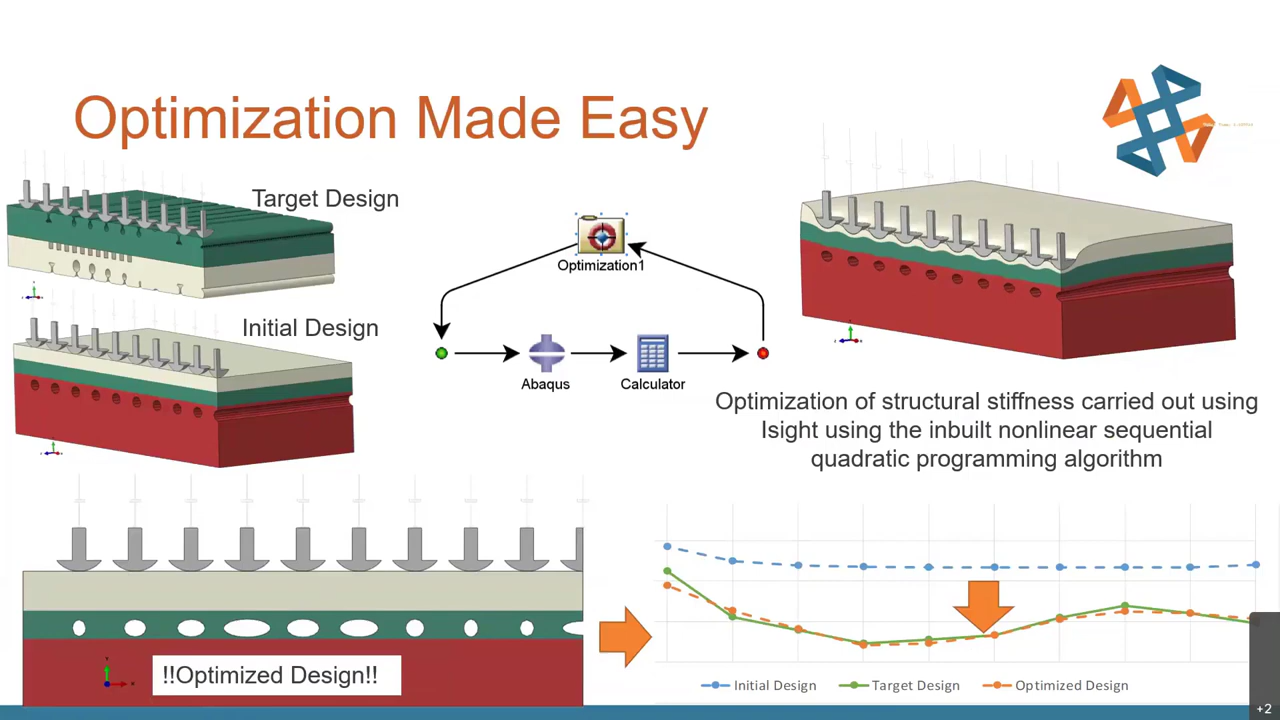 Optimization Made Easy
Target Design
Initial Design
Optimization1
Abaqus
Calculator
Optimization of structural stiffness carried out using
Isight using the inbuilt nonlinear sequential
quadratic programming algorithm
!!Optimized Design!!
Initial Design
Target Design
Optimized Design
+2